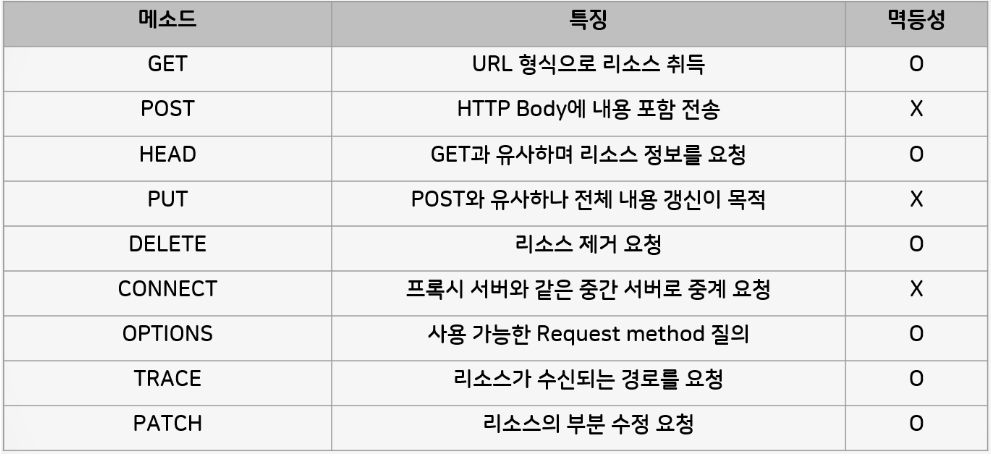 메소드 특징 멱등성
GET URL 형식으로 리소스 취득 O
POST HTTP Body에 내용 포함 전송 X
HEAD GET과 유사하며 리소스 정보를 요청 O
PUT POST와 유사하나 전체 내용 갱신이 목적 X
DELETE 리소스 제거 요청 O
CONNECT 프록시 서버와 같은 중간 서버로 중계 요청 X
OPTIONS 사용 가능한 Request method 질의 O
TRACE 리소스가 수신되는 경로를 요청 O
PATCH 리소스의 부분 수정 요청 O